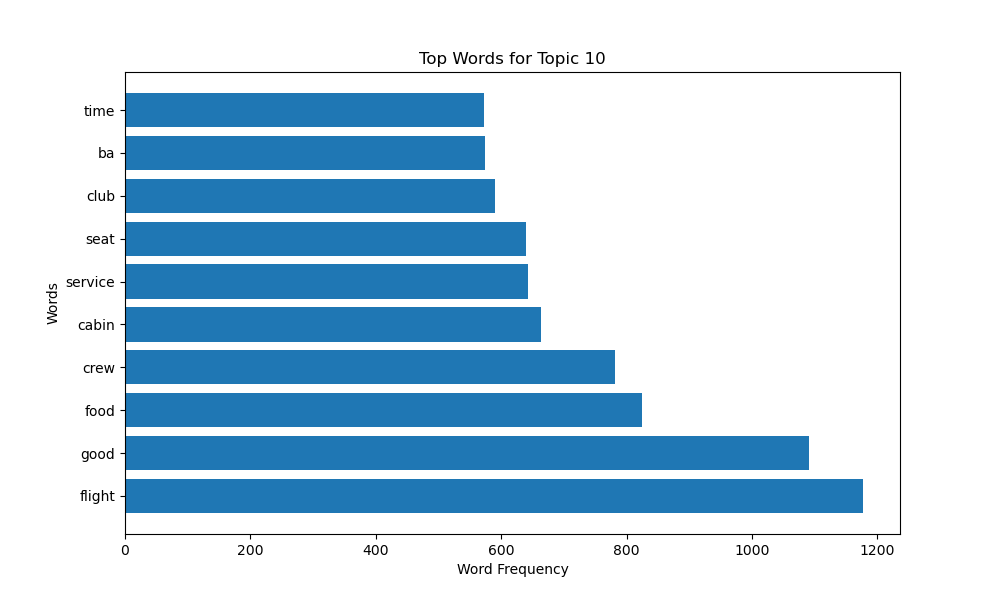 Top Words for Topic 10
time
ba
club
seat
service
cabin
crew
food
good
flight
Words
0 200 400 600 800 1000 1200
Word Frequency